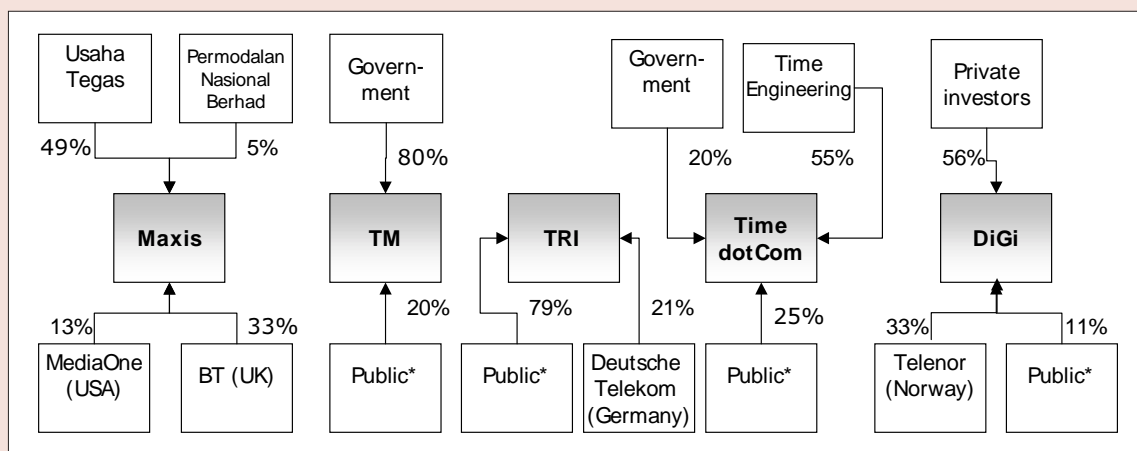 Usaha
Tegas
Permodalan
Nasional
Berhad
Govern-
ment
Govern-
ment
Time
Engineering
Private
investors
49%
5%
80%
20%
55%
56%
Maxis
TM
TRI
Time
dotCom
DiGi
13%
33%
20%
79%
21%
25%
33%
11%
MediaOne
(USA)
BT (UK)
Public*
Public*
Deutsche
Telekom
(Germany)
Public*
Telenor
(Norway)
Public*